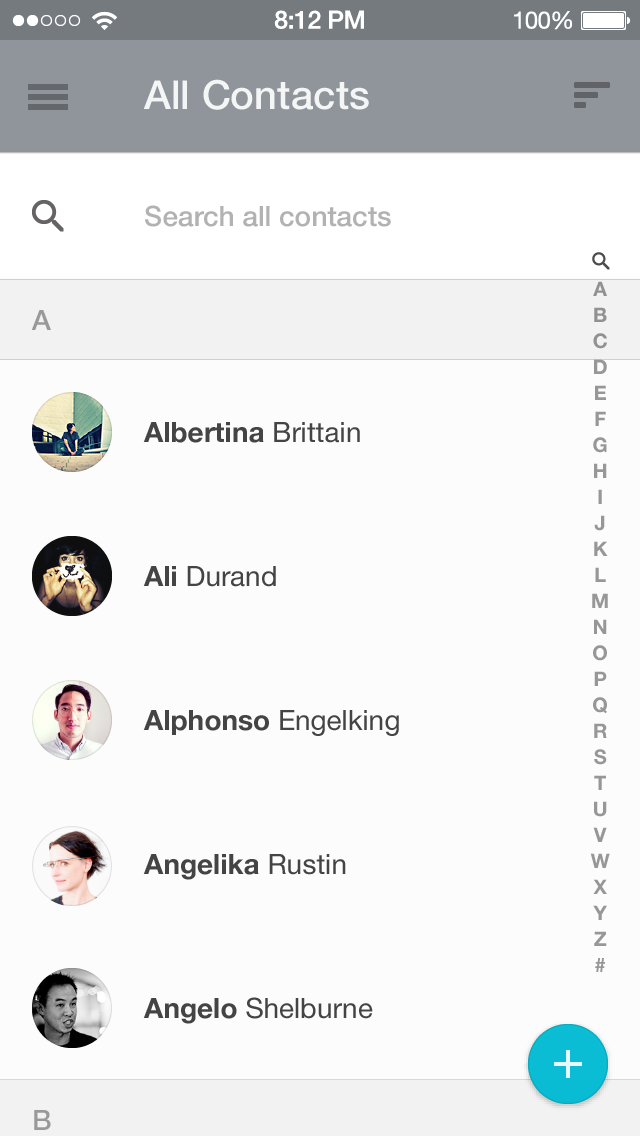 8:12 PM 100%
All Contacts
Search all contacts
A
Albertina Brittain
Ali Durand
Alphonso Engelking
Angelika Rustin
Angelo Shelburne
B
A
B
C
D
E
F
G
H
I
J
K
L
M
N
O
P
Q
R
S
T
U
V
W
X
Y
Z
#